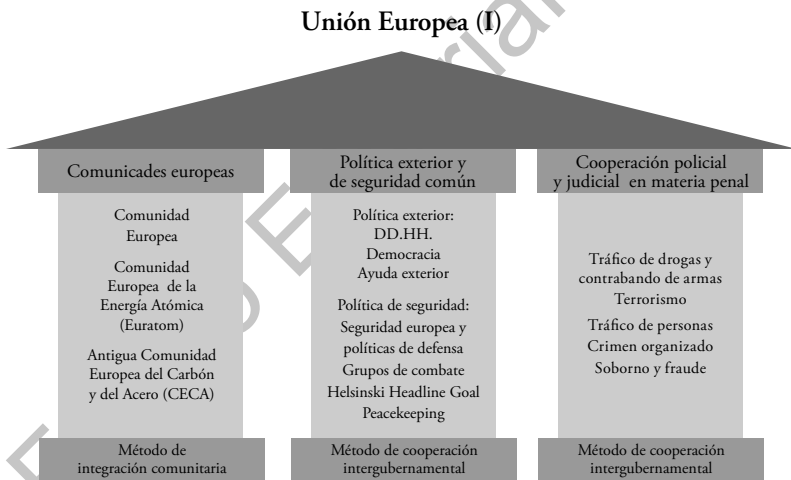 Unión Europea (I)
Comunicades europeas
Comunidad
Europea
Comunidad
Europea de la
Energía Atómica
(Euratom)
Antigua Comunidad
Europea del Carbón
y del Acero (CECA)
Método de
integración comunitaria
Política exterior y
de seguridad común
Política exterior:
DD.HH.
Democracia
Ayuda exterior
Política de seguridad:
Seguridad europea y
políticas de defensa
Grupos de combate
Helsinki Headline Goal
Peacekeeping
Método de cooperación
intergubernamental
Cooperación policial
y judicial en materia penal
Tráfico de drogas y
contrabando de armas
Terrorismo
Tráfico de personas
Crimen organizado
Soborno y fraude
Método de cooperación
intergubernamental